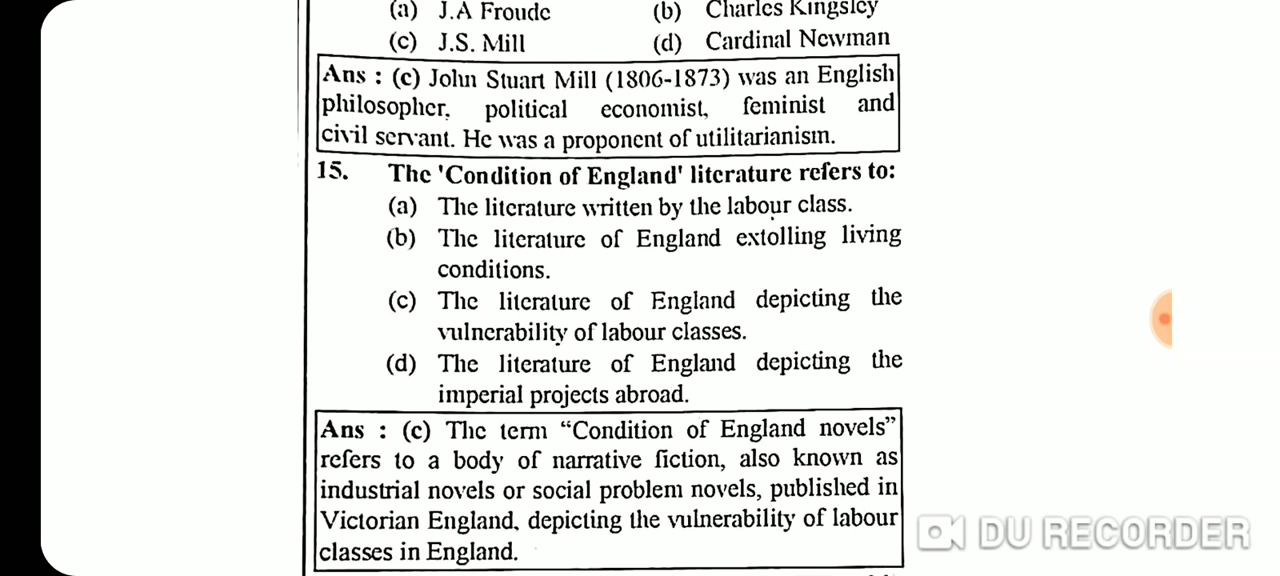 (a) J.A Froude (b) Charles Kingsley
(c) J.S. Mill (d) Cardinal Newman
Ans : (c) John Stuart Mill (1806-1873) was an English
philosopher, political economist, feminist and
civil servant. He was a proponent of utilitarianism.
15. The 'Condition of England' literature refers to:
(a) The literature written by the labour class.
(b) The literature of England extolling living
conditions.
(c) The literature of England depicting the
vulnerability of labour classes.
(d) The literature of England depicting the
imperial projects abroad.
Ans : (c) The term “Condition of England novels”
refers to a body of narrative fiction, also known as
industrial novels or social problem novels, published in
Victorian England, depicting the vulnerability of labour
classes in England.
DU RECORDER